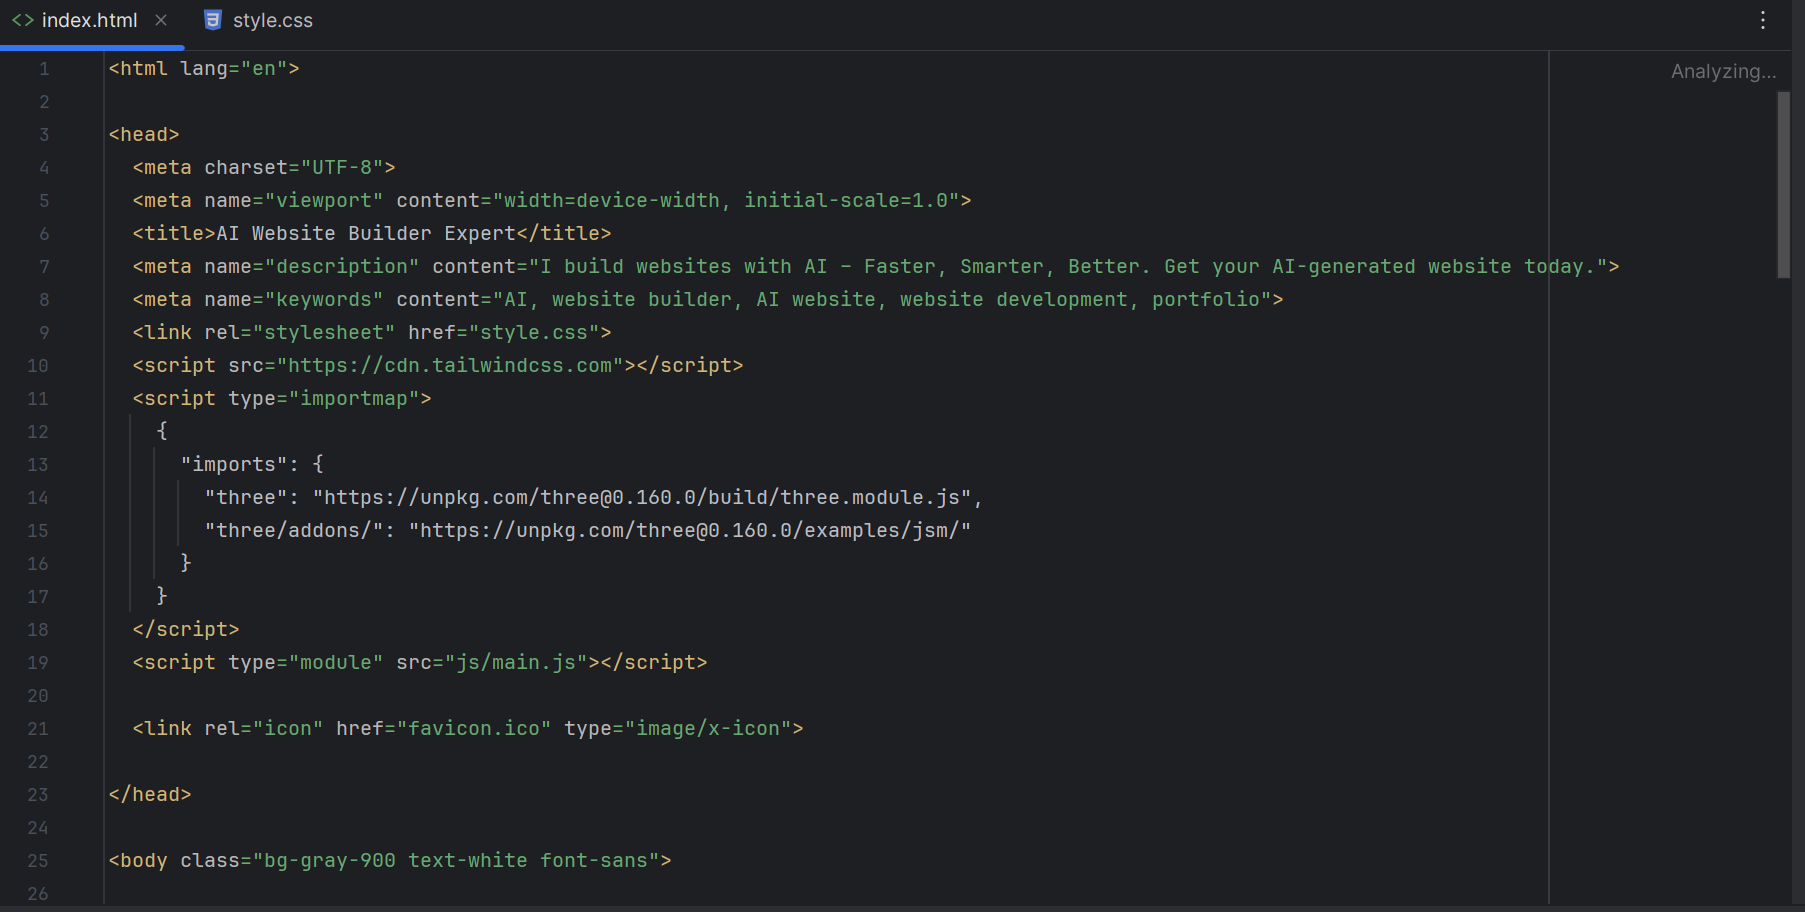 index.html
style.css
Analyzing...
1 <html lang="en">
2
3 <head>
4   <meta charset="UTF-8">
5   <meta name="viewport" content="width=device-width, initial-scale=1.0">
6   <title>AI Website Builder Expert</title>
7   <meta name="description" content="I build websites with AI – Faster, Smarter, Better. Get your AI-generated website today.">
8   <meta name="keywords" content="AI, website builder, AI website, website development, portfolio">
9   <link rel="stylesheet" href="style.css">
10   <script src="https://cdn.tailwindcss.com"></script>
11   <script type="importmap">
12     {
13       "imports": {
14         "three": "https://unpkg.com/three@0.160.0/build/three.module.js",
15         "three/addons/": "https://unpkg.com/three@0.160.0/examples/jsm/"
16       }
17     }
18   </script>
19   <script type="module" src="js/main.js"></script>
20
21   <link rel="icon" href="favicon.ico" type="image/x-icon">
22
23 </head>
24
25 <body class="bg-gray-900 text-white font-sans">
26